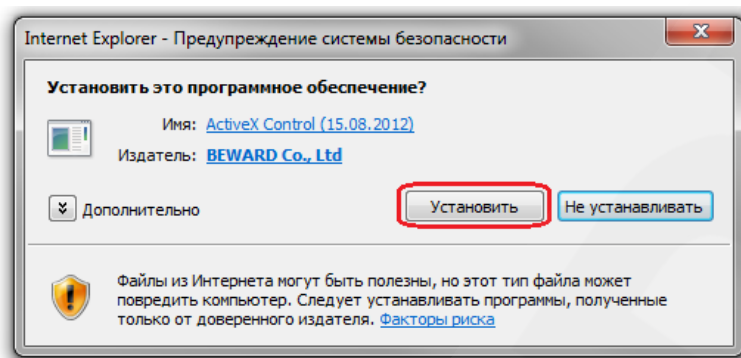 Internet Explorer - Предупреждение системы безопасности
Установить это программное обеспечение?
Имя: ActiveX Control (15.08.2012)
Издатель: BEWARD Co., Ltd
Дополнительно
Установить
Не устанавливать
Файлы из Интернета могут быть полезны, но этот тип файла может
повредить компьютер. Следует устанавливать программы, полученные
только от доверенного издателя. Факторы риска